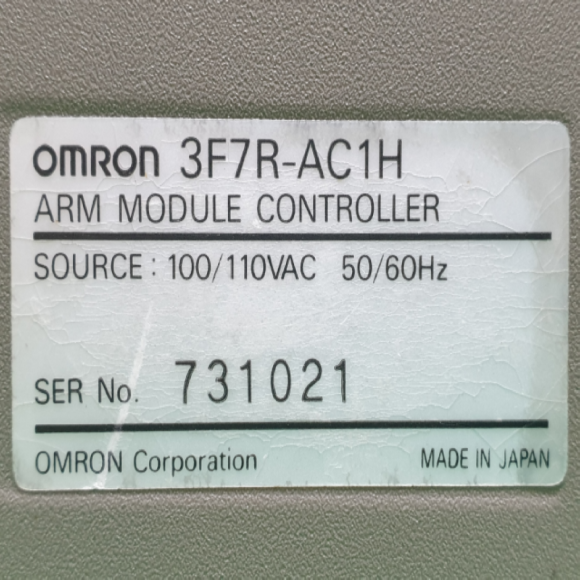 OMRON 3F7R-AC1H
ARM MODULE CONTROLLER
SOURCE : 100/110VAC 50/60Hz
SER No. 731021
OMRON Corporation MADE IN JAPAN